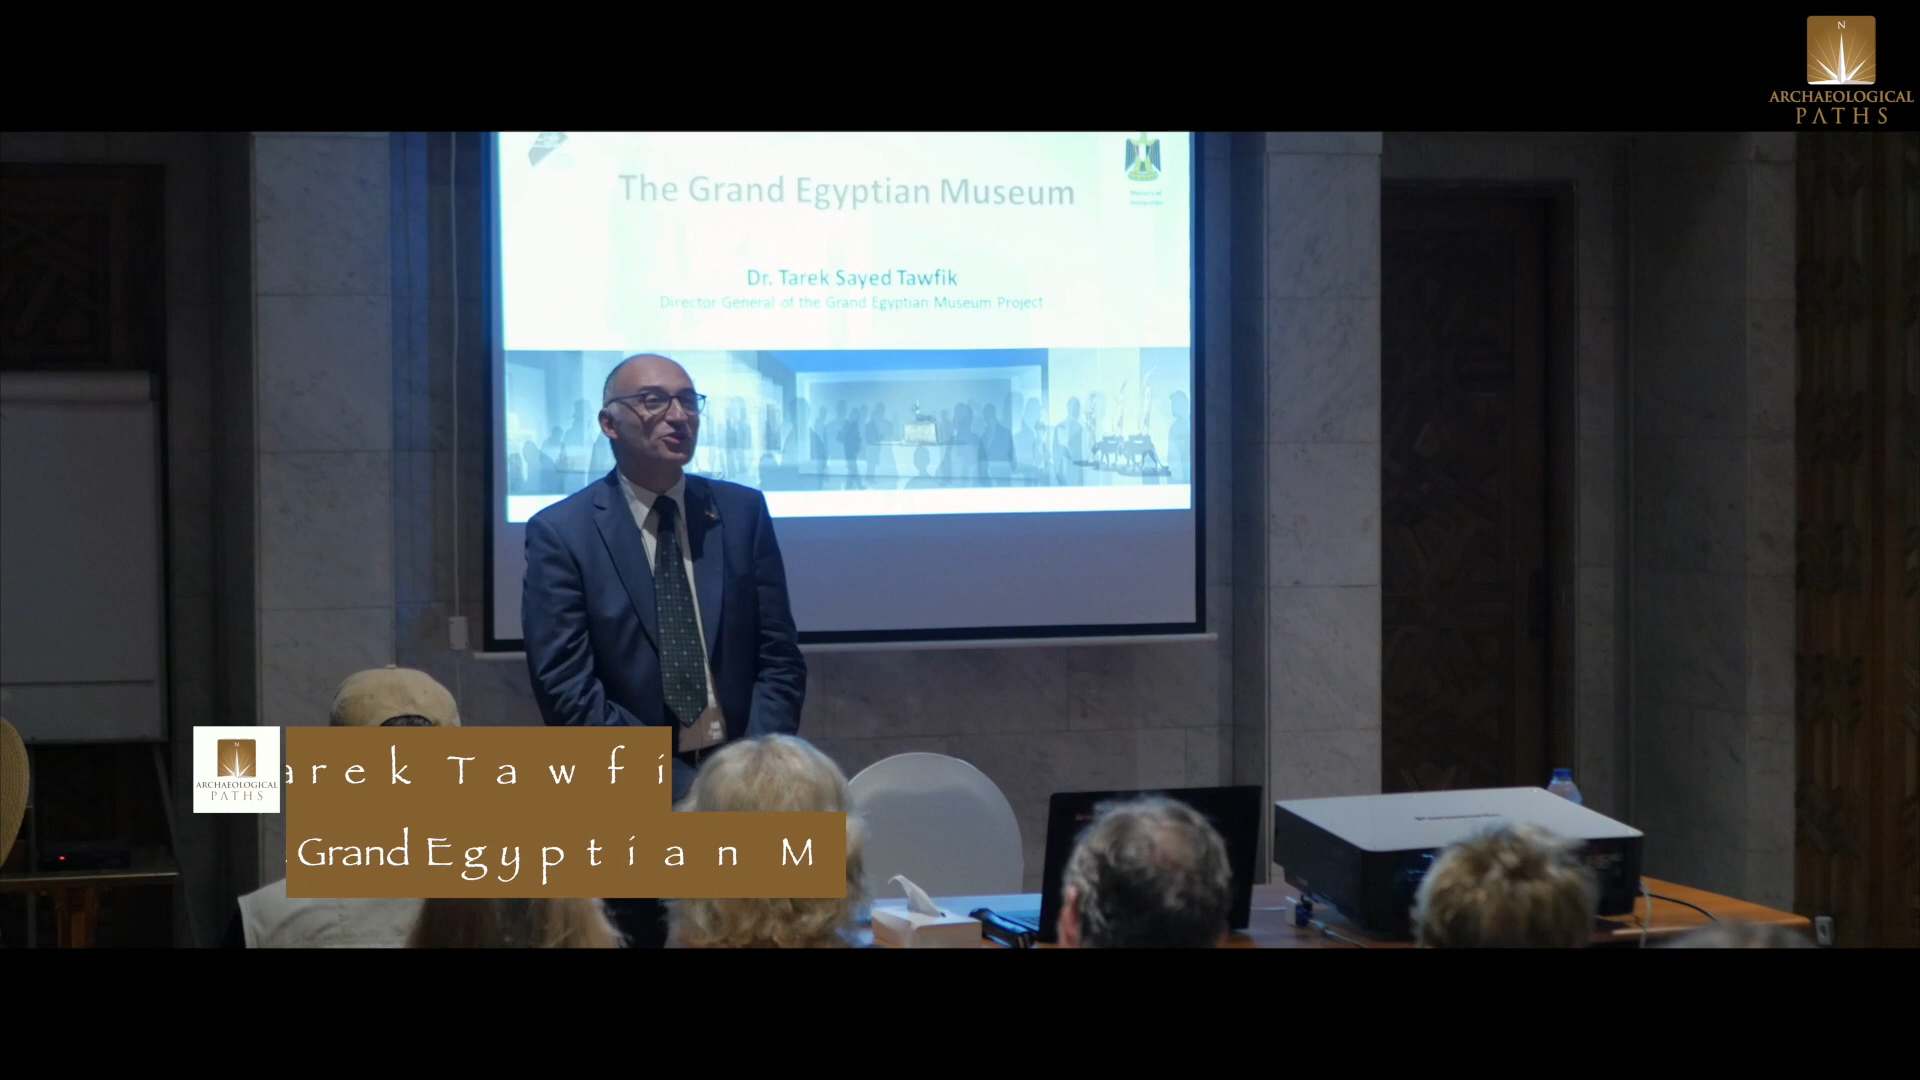 N
ARCHAEOLOGICAL
PATHS
The Grand Egyptian Museum
Dr. Tarek Sayed Tawfik
Director General of the Grand Egyptian Museum Project
N
ARCHAEOLOGICAL
PATHS
arek Tawfi
Grand Egyptian M